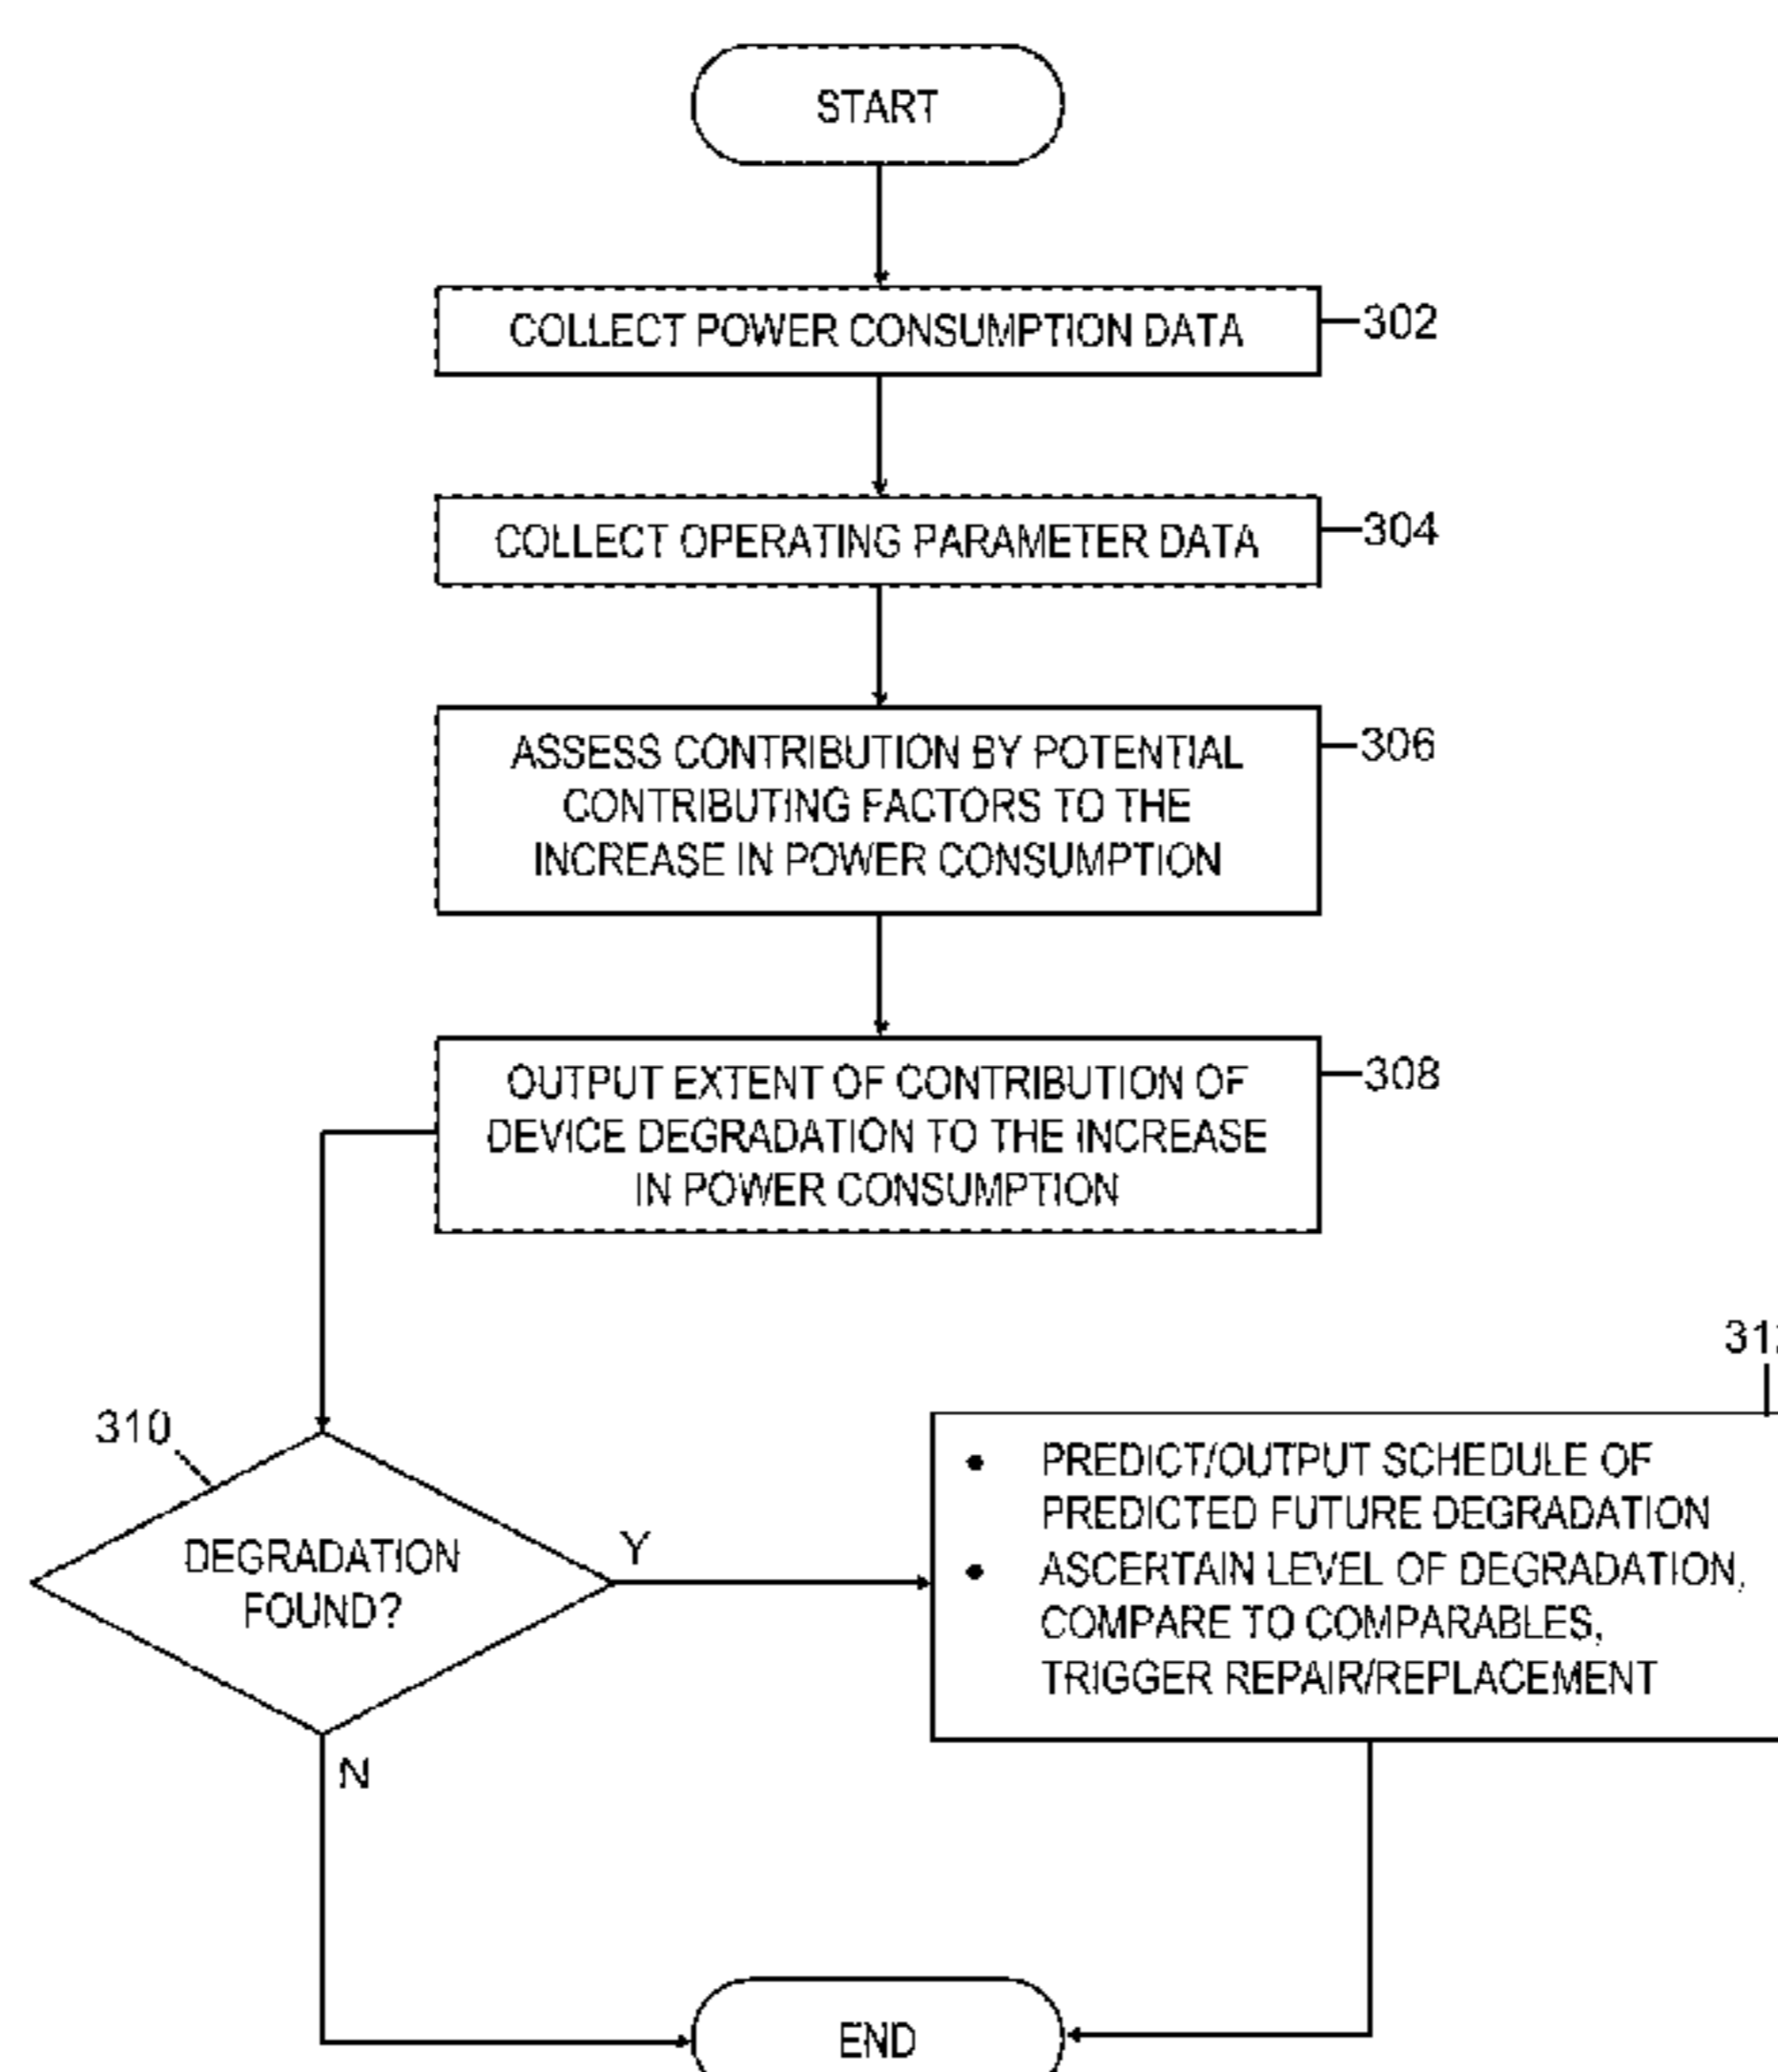 START
COLLECT POWER CONSUMPTION DATA
302
COLLECT OPERATING PARAMETER DATA
304
ASSESS CONTRIBUTION BY POTENTIAL
CONTRIBUTING FACTORS TO THE
INCREASE IN POWER CONSUMPTION
306
OUTPUT EXTENT OF CONTRIBUTION OF
DEVICE DEGRADATION TO THE INCREASE
IN POWER CONSUMPTION
308
310
DEGRADATION
FOUND?
Y
N
• PREDICT/OUTPUT SCHEDULE OF
PREDICTED FUTURE DEGRADATION
• ASCERTAIN LEVEL OF DEGRADATION,
COMPARE TO COMPARABLES,
TRIGGER REPAIR/REPLACEMENT
END